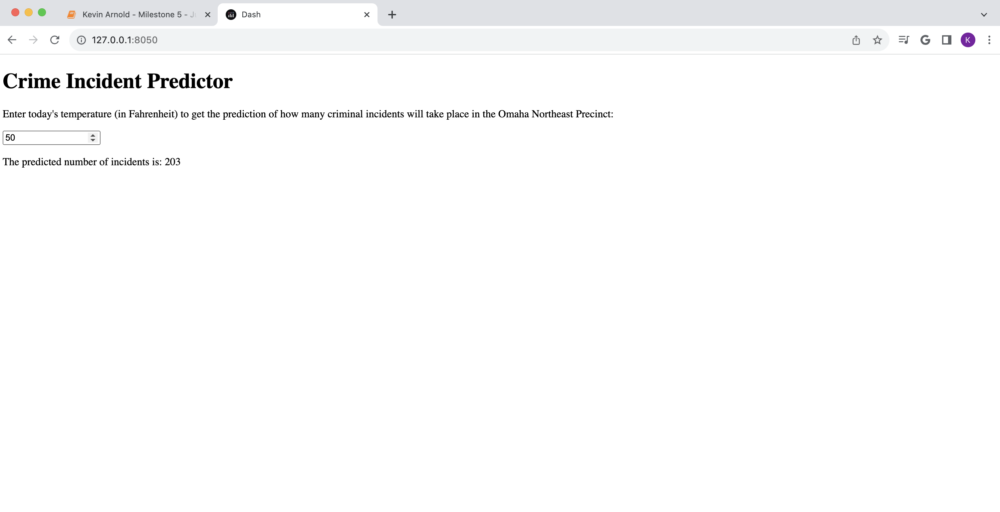 Kevin Arnold - Milestone 5 - Ju
Dash
127.0.0.1:8050
K
Crime Incident Predictor
Enter today's temperature (in Fahrenheit) to get the prediction of how many criminal incidents will take place in the Omaha Northeast Precinct:
50
The predicted number of incidents is: 203